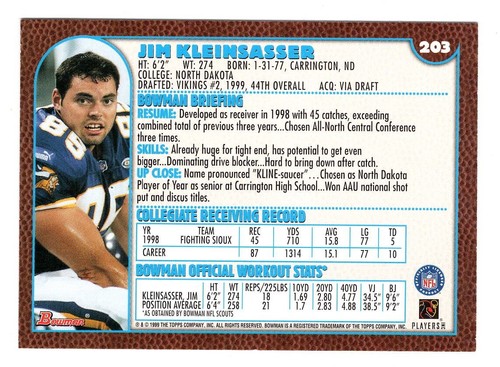 203
JIM KLEINSASSER
HT: 6'2" WT: 274 BORN: 1-31-77, CARRINGTON, ND
COLLEGE: NORTH DAKOTA
DRAFTED: VIKINGS #2, 1999, 44TH OVERALL ACQ: VIA DRAFT
BOWMAN BRIEFING
RESUME: Developed as receiver in 1998 with 45 catches, exceeding
combined total of previous three years...Chosen All-North Central Conference
three times.
SKILLS: Already huge for tight end, has potential to get even
bigger...Dominating drive blocker...Hard to bring down after catch.
UP CLOSE: Name pronounced "KLINE-saucer"...Chosen as North Dakota
Player of Year as senior at Carrington High School...Won AAU national shot
put and discus titles.
COLLEGIATE RECEIVING RECORD
YR TEAM REC YDS AVG LG TD
1998 FIGHTING SIOUX 45 710 15.8 77 5
CAREER 87 1314 15.1 77 10
BOWMAN OFFICIAL WORKOUT STATS*
HT WT REPS/225LBS 10YD 20YD 40YD VJ BJ
KLEINSASSER, JIM 6'2" 274 18 1.69 2.80 4.77 34.5" 9'6"
POSITION AVERAGE 6'4" 258 21 1.7 2.83 4.88 38.5" 9'2"
*AS OBTAINED BY BOWMAN NFL SCOUTS
Bowman
® & © 1999 THE TOPPS COMPANY, INC. ALL RIGHTS RESERVED. BOWMAN IS A REGISTERED TRADEMARK OF THE TOPPS COMPANY, INC.
NFL
PLAYERS